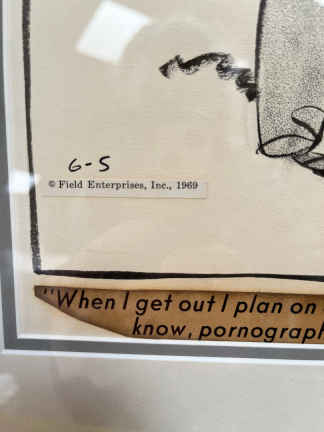 6-5
© Field Enterprises, Inc., 1969
"When I get out I plan on
know, pornograph